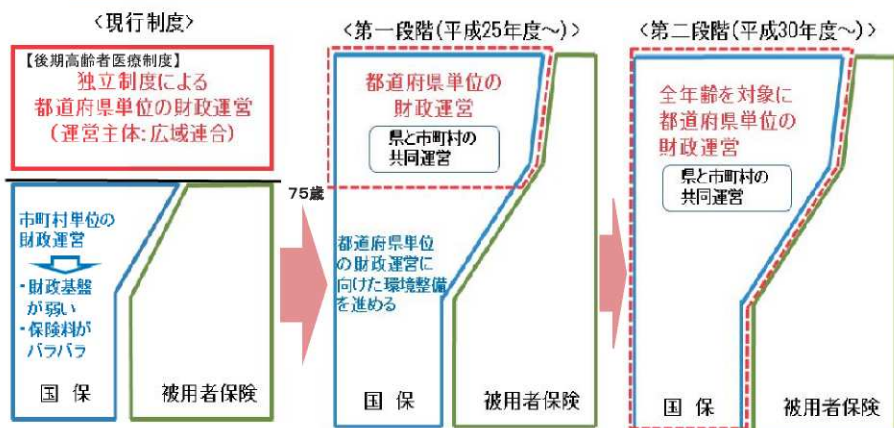 <現行制度>
【後期高齢者医療制度】
独立制度による
都道府県単位の財政運営
(運営主体:広域連合)
市町村単位の
財政運営
・財政基盤
が弱い
・保険料が
バラバラ
国 保
被用者保険
75歳
<第一段階(平成25年度~)>
都道府県単位の
財政運営
県と市町村の
共同運営
都道府県単位
の財政運営に
向けた環境整備
を進める
国 保
被用者保険
<第二段階(平成30年度~)>
全年齢を対象に
都道府県単位の
財政運営
県と市町村の
共同運営
国 保
被用者保険